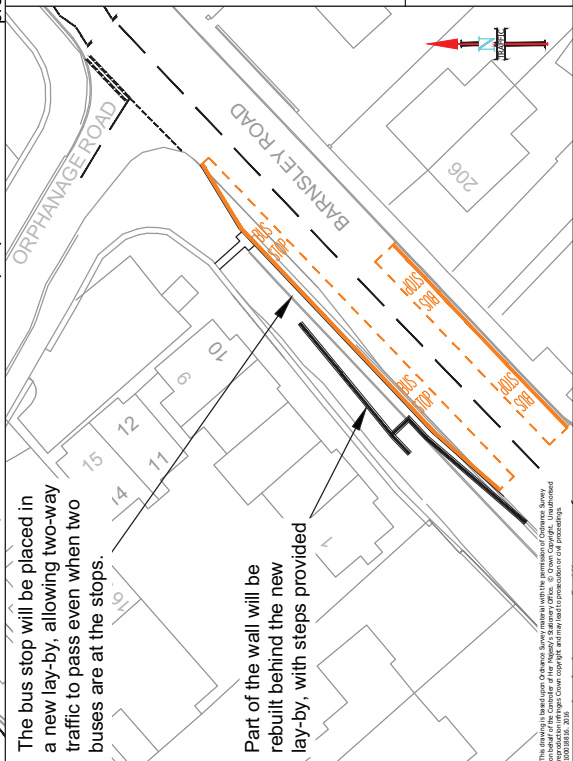 The bus stop will be placed in
a new lay-by, allowing two-way
traffic to pass even when two
buses are at the stops.
Part of the wall will be
rebuilt behind the new
lay-by, with steps provided
ORPHANAGE ROAD
BARNSLEY ROAD
206
N
TRAFFIC
BUS
STOP
BUS
STOP
BUS
STOP
BUS
STOP
10
9
12
11
15
14
16
1
This drawing is based upon Ordnance Survey material with the permission of Ordnance Survey
on behalf of the Controller of Her Majesty's Stationery Office. © Crown Copyright. Unauthorised
reproduction infringes Crown copyright and may lead to prosecution or civil proceedings.
100018816. 2016